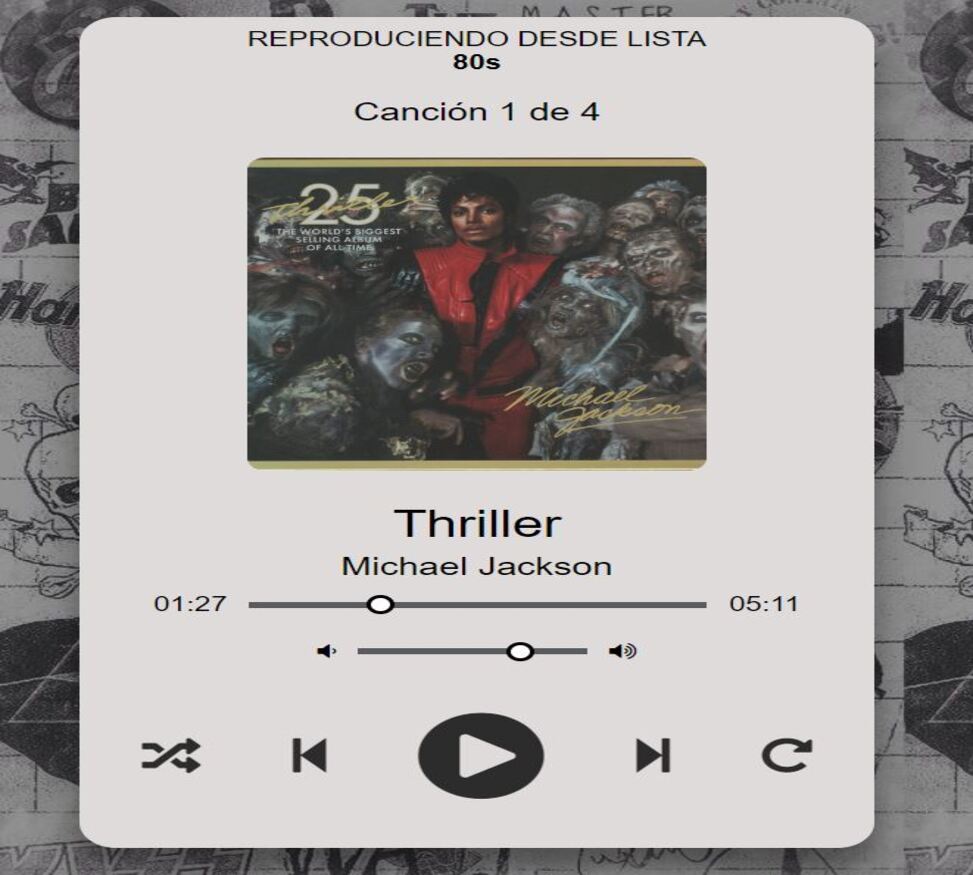 MASTER
REPRODUCIENDO DESDE LISTA
80s
Canción 1 de 4
25
Thriller
THE WORLD'S BIGGEST
SELLING ALBUM
OF ALL TIME
Michael
Jackson
Thriller
Michael Jackson
01:27
05:11